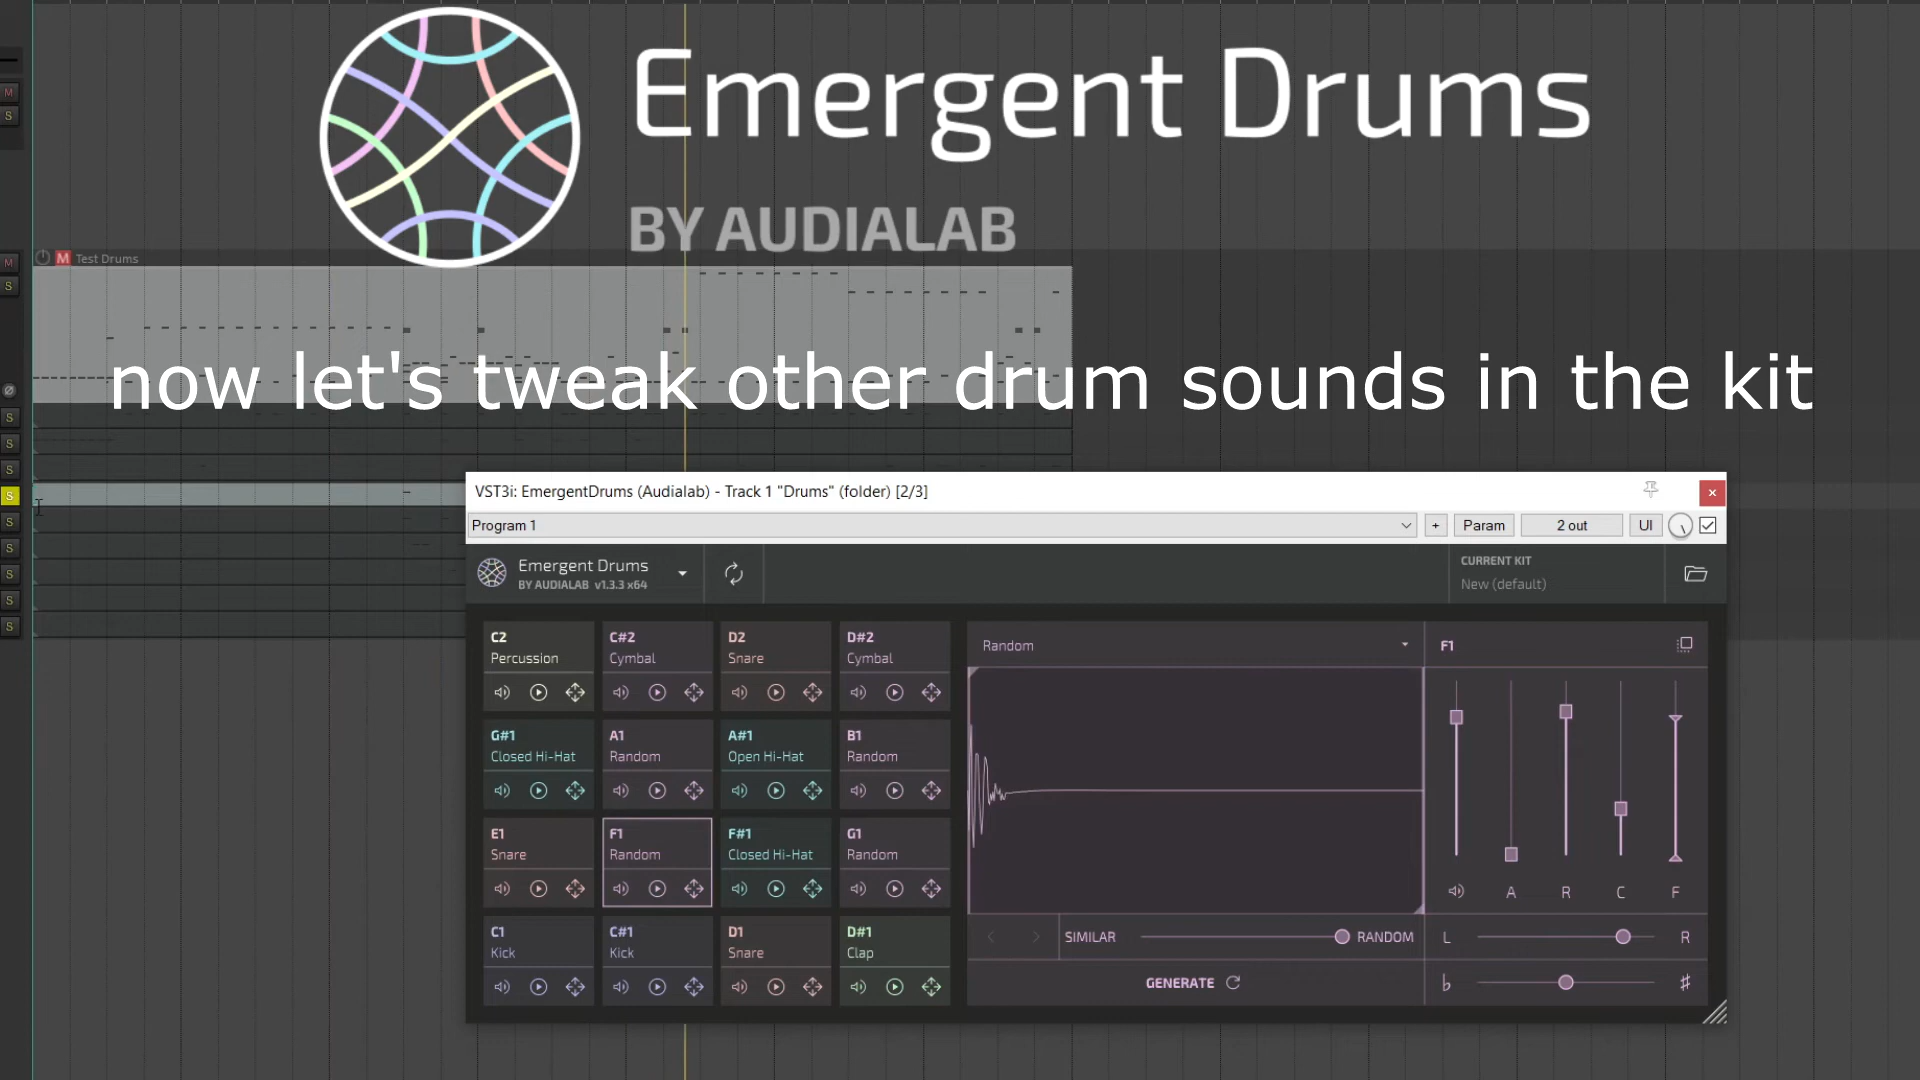 Emergent Drums
BY AUDIALAB
M
S
M
S
M Test Drums
now let's tweak other drum sounds in the kit
S
S
S
S
S
S
S
S
S
VST3i: EmergentDrums (Audialab) - Track 1 "Drums" (folder) [2/3]
Program 1
+
Param
2 out
UI
Emergent Drums
BY AUDIALAB v1.3.3 x64
CURRENT KIT
New (default)
C2
Percussion
C#2
Cymbal
D2
Snare
D#2
Cymbal
G#1
Closed Hi-Hat
A1
Random
A#1
Open Hi-Hat
B1
Random
E1
Snare
F1
Random
F#1
Closed Hi-Hat
G1
Random
C1
Kick
C#1
Kick
D1
Snare
D#1
Clap
Random
F1
A R C F
SIMILAR RANDOM
L R
GENERATE
♭ ♯